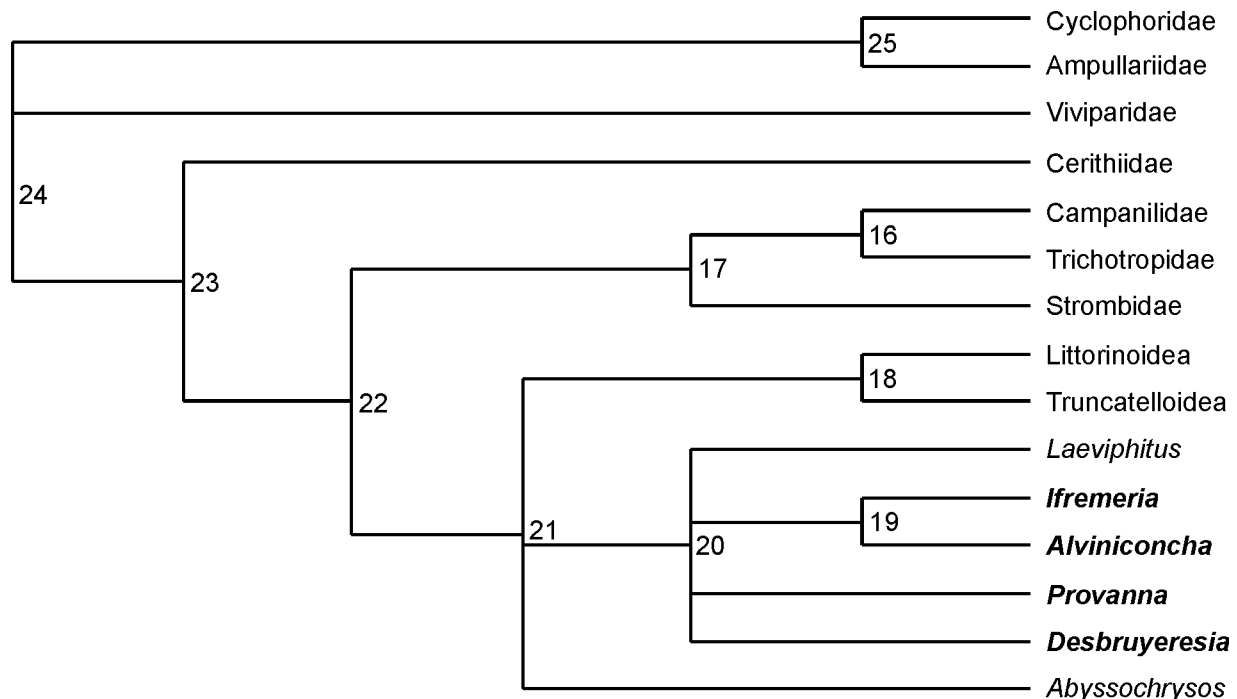 Cyclophoridae
25
Ampullariidae
Viviparidae
Cerithiidae
24
Campanilidae
16
Trichotropidae
17
23
Strombidae
Littorinoidea
18
22
Truncatelloidea
Laeviphitus
Ifremeria
19
21
20
Alviniconcha
Provanna
Desbruyeresia
Abyssochrysos